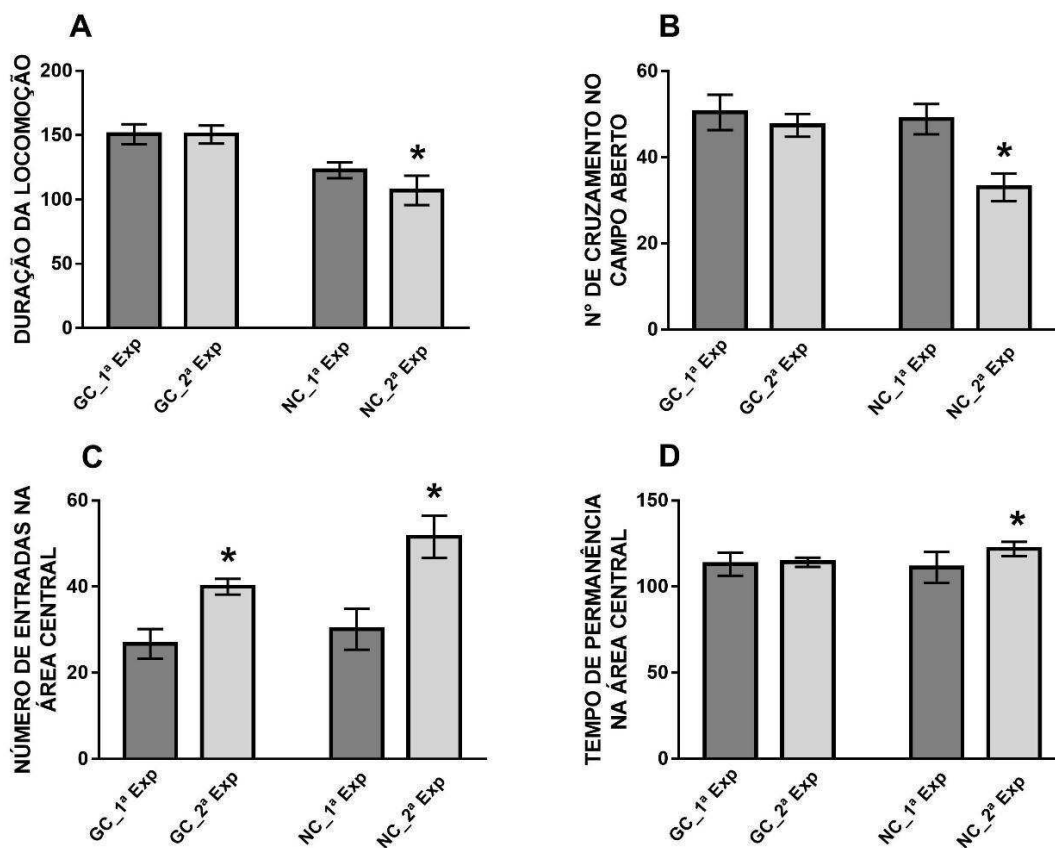 A
DURAÇÃO DA LOCOMOÇÃO
200
150
100
50
0
*
GC_1ª Exp
GC_2ª Exp
NC_1ª Exp
NC_2ª Exp
B
N° DE CRUZAMENTO NO
CAMPO ABERTO
60
40
20
0
*
GC_1ª Exp
GC_2ª Exp
NC_1ª Exp
NC_2ª Exp
C
NÚMERO DE ENTRADAS NA
ÁREA CENTRAL
60
40
20
0
*
*
GC_1ª Exp
GC_2ª Exp
NC_1ª Exp
NC_2ª Exp
D
TEMPO DE PERMANÊNCIA
NA ÁREA CENTRAL
150
100
50
0
*
GC_1ª Exp
GC_2ª Exp
NC_1ª Exp
NC_2ª Exp